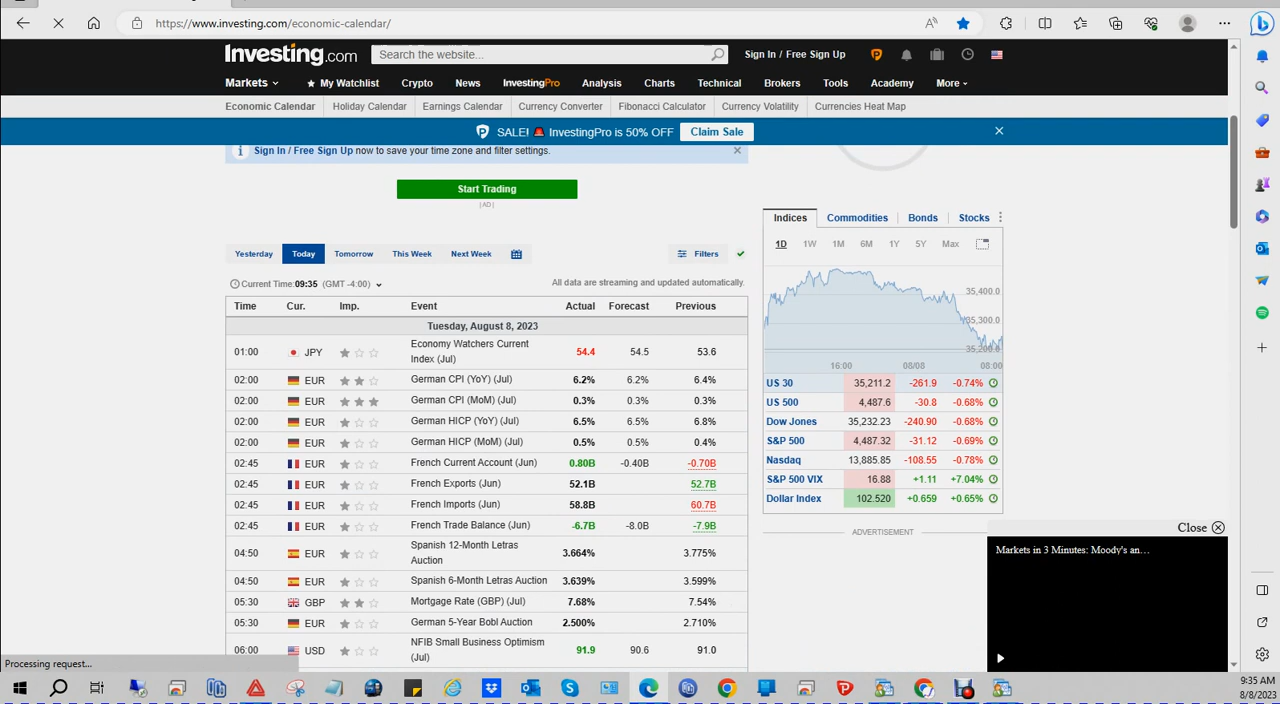 https://www.investing.com/economic-calendar/
Investing.com
Search the website...
Sign In / Free Sign Up
Markets
My Watchlist
Crypto
News
InvestingPro
Analysis
Charts
Technical
Brokers
Tools
Academy
More
Economic Calendar
Holiday Calendar
Earnings Calendar
Currency Converter
Fibonacci Calculator
Currency Volatility
Currencies Heat Map
SALE! InvestingPro is 50% OFF Claim Sale
Sign In / Free Sign Up now to save your time zone and filter settings.
Start Trading
[AD]
Yesterday Today Tomorrow This Week Next Week Filters
Current Time: 09:35 (GMT -4:00) All data are streaming and updated automatically.
Time Cur. Imp. Event Actual Forecast Previous
Tuesday, August 8, 2023
01:00 JPY Economy Watchers Current Index (Jul) 54.4 54.5 53.6
02:00 EUR German CPI (YoY) (Jul) 6.2% 6.2% 6.4%
02:00 EUR German CPI (MoM) (Jul) 0.3% 0.3% 0.3%
02:00 EUR German HICP (YoY) (Jul) 6.5% 6.5% 6.8%
02:00 EUR German HICP (MoM) (Jul) 0.5% 0.5% 0.4%
02:45 EUR French Current Account (Jun) 0.80B -0.40B -0.70B
02:45 EUR French Exports (Jun) 52.1B 52.7B
02:45 EUR French Imports (Jun) 58.8B 60.7B
02:45 EUR French Trade Balance (Jun) -6.7B -8.0B -7.9B
04:50 EUR Spanish 12-Month Letras Auction 3.664% 3.775%
04:50 EUR Spanish 6-Month Letras Auction 3.639% 3.599%
05:30 GBP Mortgage Rate (GBP) (Jul) 7.68% 7.54%
05:30 EUR German 5-Year Bobl Auction 2.500% 2.710%
06:00 USD NFIB Small Business Optimism (Jul) 91.9 90.6 91.0
Indices Commodities Bonds Stocks
1D 1W 1M 6M 1Y 5Y Max
35,400.0
35,300.0
35,200.0
16:00 08/08 08:00
US 30 35,211.2 -261.9 -0.74%
US 500 4,487.6 -30.8 -0.68%
Dow Jones 35,232.23 -240.90 -0.68%
S&P 500 4,487.32 -31.12 -0.69%
Nasdaq 13,885.85 -108.55 -0.78%
S&P 500 VIX 16.88 +1.11 +7.04%
Dollar Index 102.520 +0.659 +0.65%
ADVERTISEMENT
Close
Markets in 3 Minutes: Moody's an...
Processing request...
9:35 AM
8/8/2023